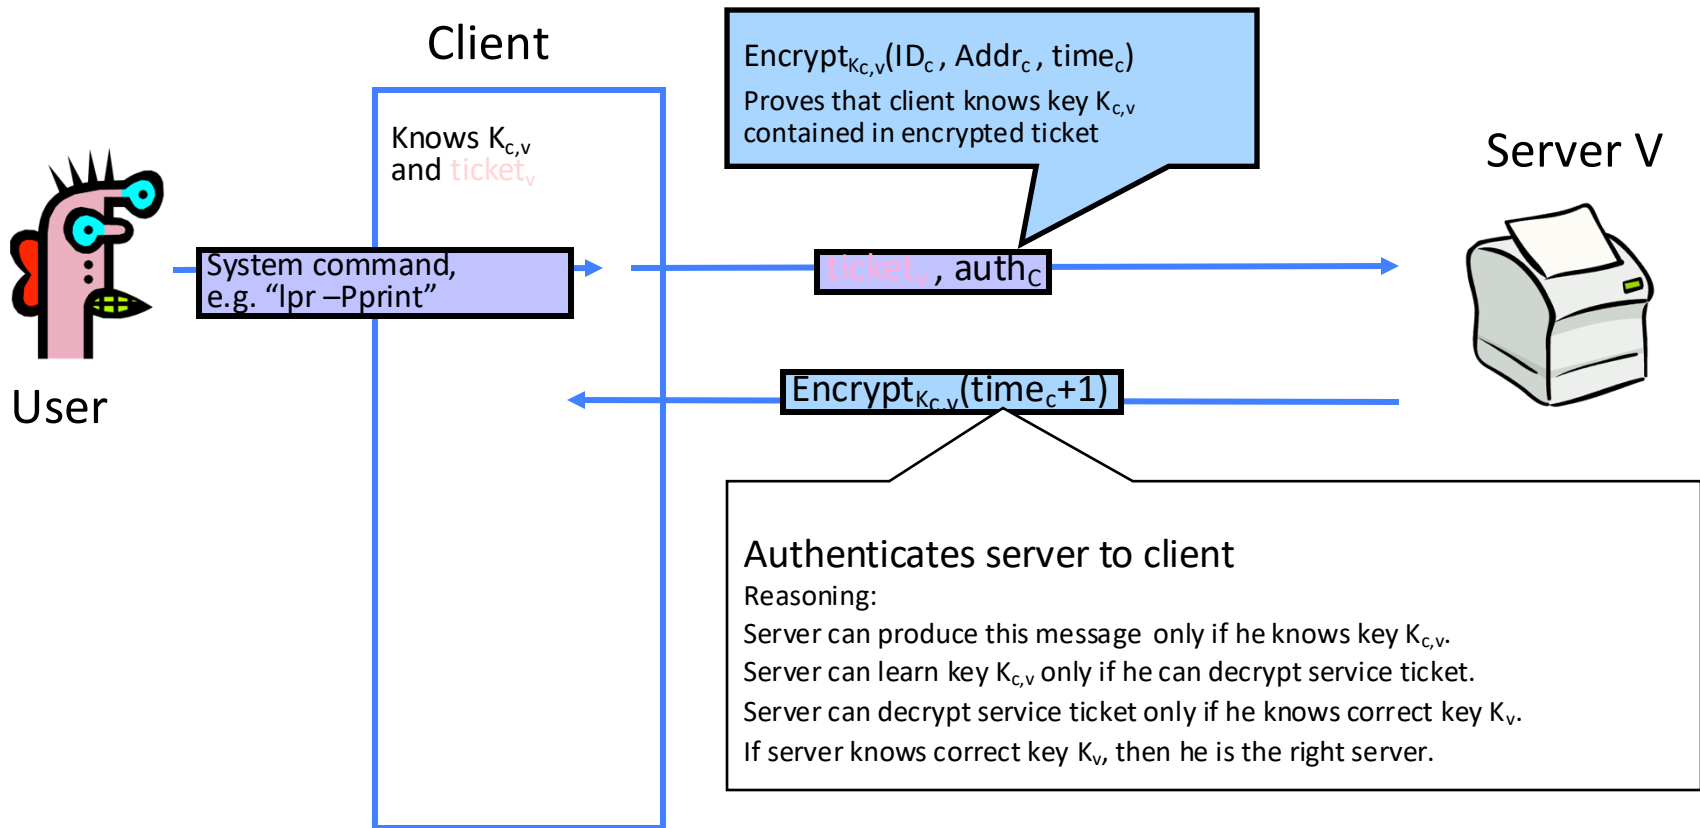 Client
Encrypt_Kc,v(ID_c , Addr_c , time_c)
Proves that client knows key K_c,v
contained in encrypted ticket
Knows K_c,v
and ticket_v
Server V
System command,
e.g. “lpr –Pprint”
ticket_v , auth_C
User
Encrypt_Kc,v(time_c+1)
Authenticates server to client
Reasoning:
Server can produce this message only if he knows key K_c,v.
Server can learn key K_c,v only if he can decrypt service ticket.
Server can decrypt service ticket only if he knows correct key K_v.
If server knows correct key K_v, then he is the right server.